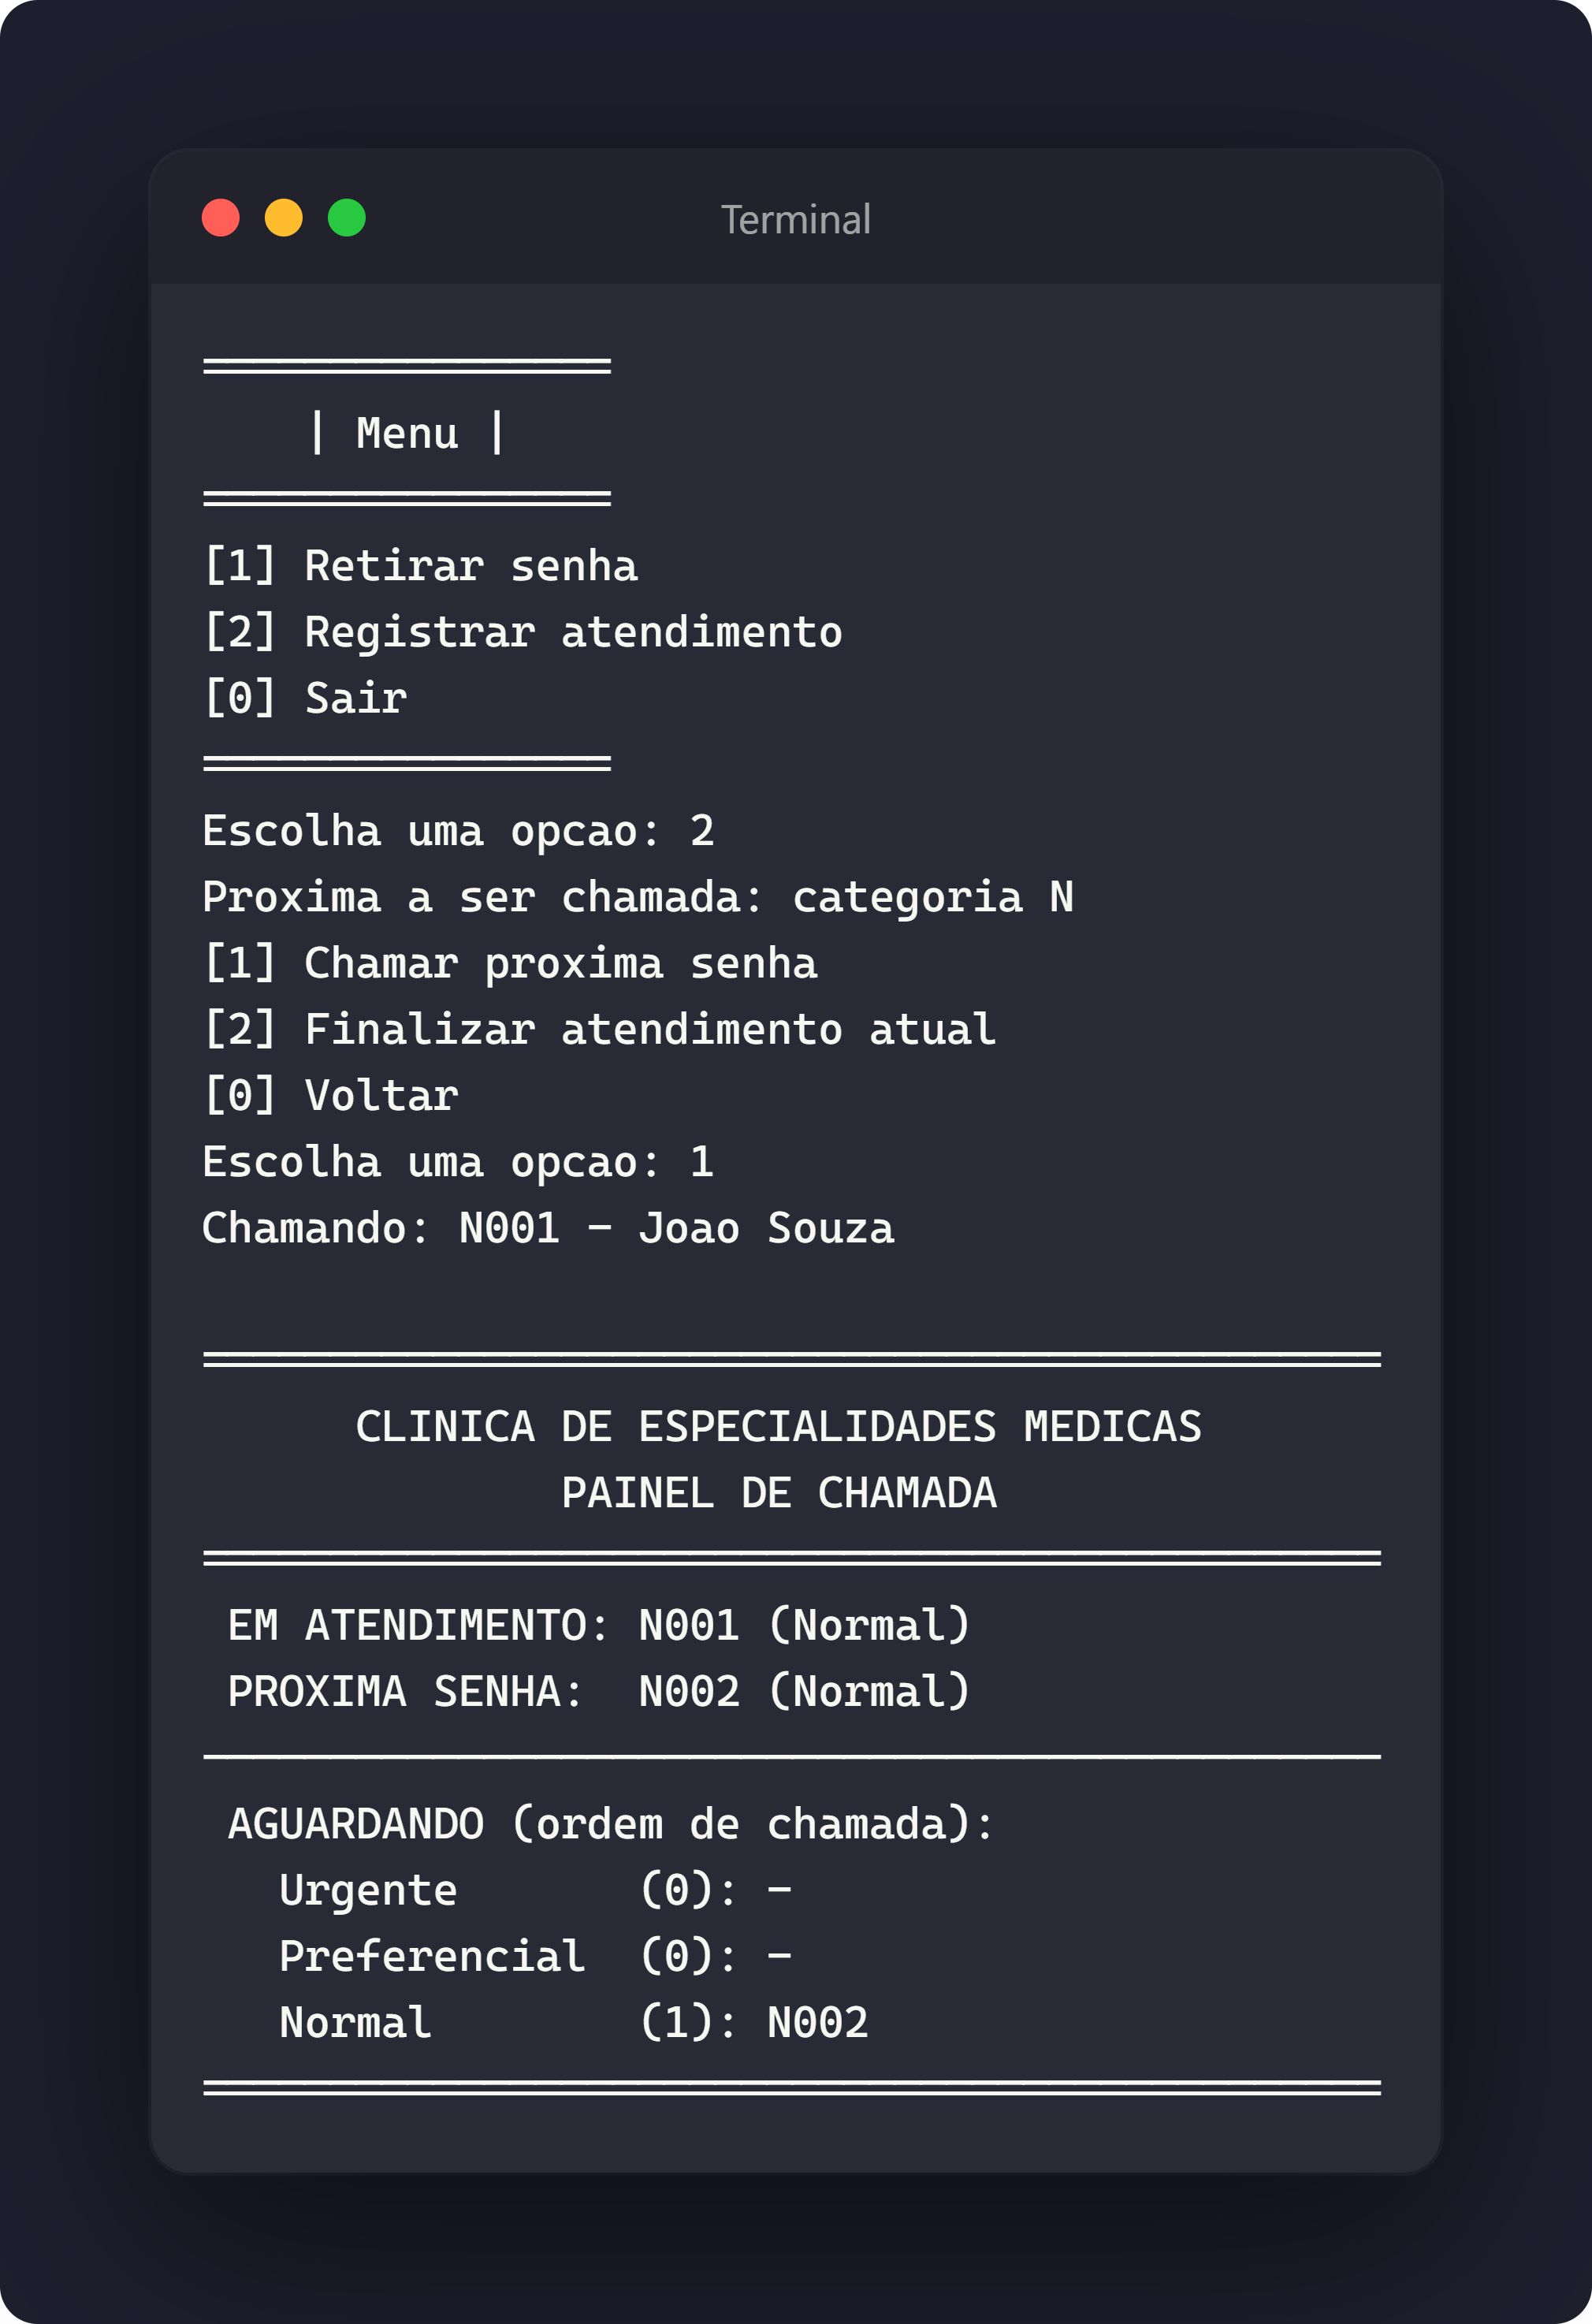 Terminal
════════════════
    | Menu |
════════════════
[1] Retirar senha
[2] Registrar atendimento
[0] Sair
════════════════
Escolha uma opcao: 2
Proxima a ser chamada: categoria N
[1] Chamar proxima senha
[2] Finalizar atendimento atual
[0] Voltar
Escolha uma opcao: 1
Chamando: N001 - Joao Souza

══════════════════════════════════════════════
      CLINICA DE ESPECIALIDADES MEDICAS
              PAINEL DE CHAMADA
══════════════════════════════════════════════
 EM ATENDIMENTO: N001 (Normal)
 PROXIMA SENHA:  N002 (Normal)
──────────────────────────────────────────────
 AGUARDANDO (ordem de chamada):
   Urgente       (0): -
   Preferencial  (0): -
   Normal        (1): N002
══════════════════════════════════════════════